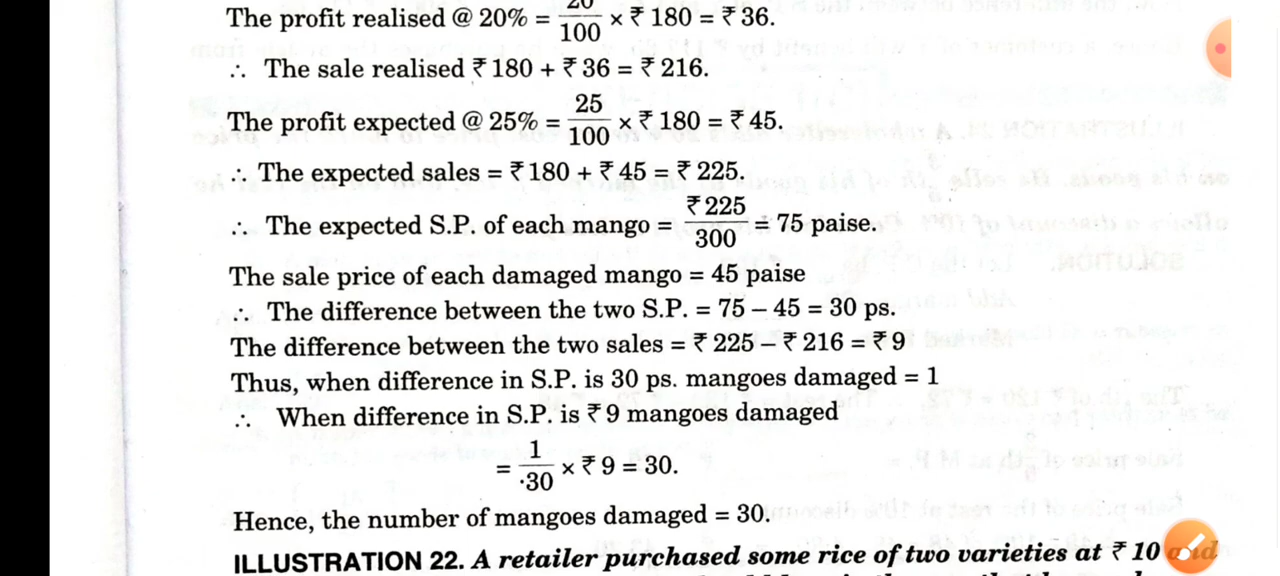 The profit realised @ 20% = 20/100 × ₹ 180 = ₹ 36.
∴ The sale realised ₹ 180 + ₹ 36 = ₹ 216.
The profit expected @ 25% = 25/100 × ₹ 180 = ₹ 45.
∴ The expected sales = ₹ 180 + ₹ 45 = ₹ 225.
∴ The expected S.P. of each mango = ₹ 225/300 = 75 paise.
The sale price of each damaged mango = 45 paise
∴ The difference between the two S.P. = 75 – 45 = 30 ps.
The difference between the two sales = ₹ 225 – ₹ 216 = ₹ 9
Thus, when difference in S.P. is 30 ps. mangoes damaged = 1
∴ When difference in S.P. is ₹ 9 mangoes damaged
= 1/·30 × ₹ 9 = 30.
Hence, the number of mangoes damaged = 30.
ILLUSTRATION 22. A retailer purchased some rice of two varieties at ₹ 10 and